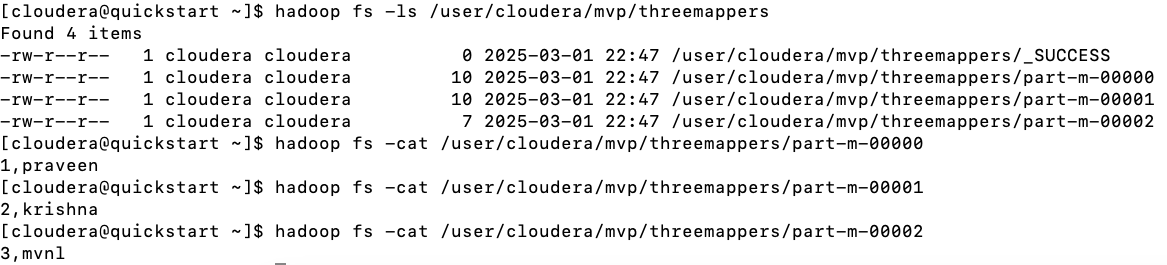 [cloudera@quickstart ~]$ hadoop fs -ls /user/cloudera/mvp/threemappers
Found 4 items
-rw-r--r--   1 cloudera cloudera          0 2025-03-01 22:47 /user/cloudera/mvp/threemappers/_SUCCESS
-rw-r--r--   1 cloudera cloudera         10 2025-03-01 22:47 /user/cloudera/mvp/threemappers/part-m-00000
-rw-r--r--   1 cloudera cloudera         10 2025-03-01 22:47 /user/cloudera/mvp/threemappers/part-m-00001
-rw-r--r--   1 cloudera cloudera          7 2025-03-01 22:47 /user/cloudera/mvp/threemappers/part-m-00002
[cloudera@quickstart ~]$ hadoop fs -cat /user/cloudera/mvp/threemappers/part-m-00000
1,praveen
[cloudera@quickstart ~]$ hadoop fs -cat /user/cloudera/mvp/threemappers/part-m-00001
2,krishna
[cloudera@quickstart ~]$ hadoop fs -cat /user/cloudera/mvp/threemappers/part-m-00002
3,mvnl